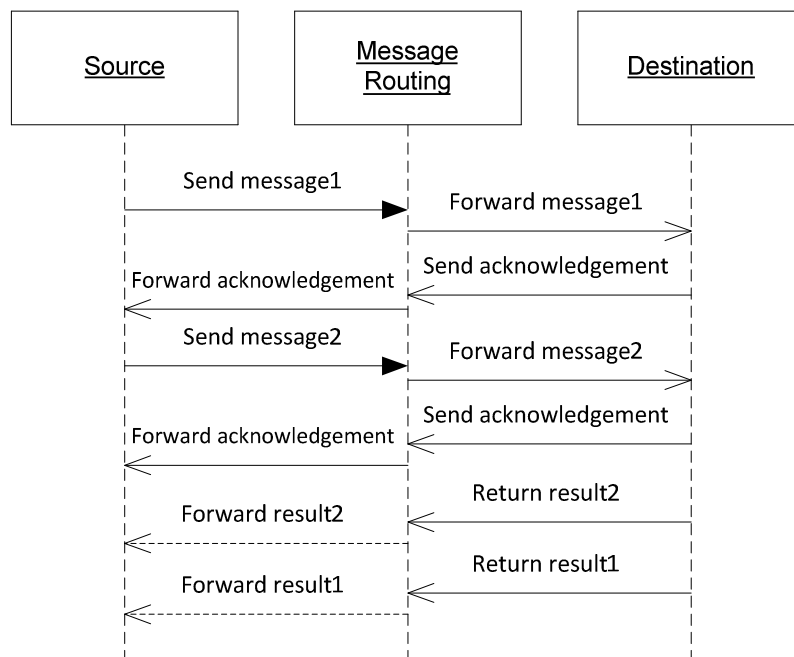 Source
Message
Routing
Destination
Send message1
Forward message1
Send acknowledgement
Forward acknowledgement
Send message2
Forward message2
Send acknowledgement
Forward acknowledgement
Return result2
Forward result2
Return result1
Forward result1